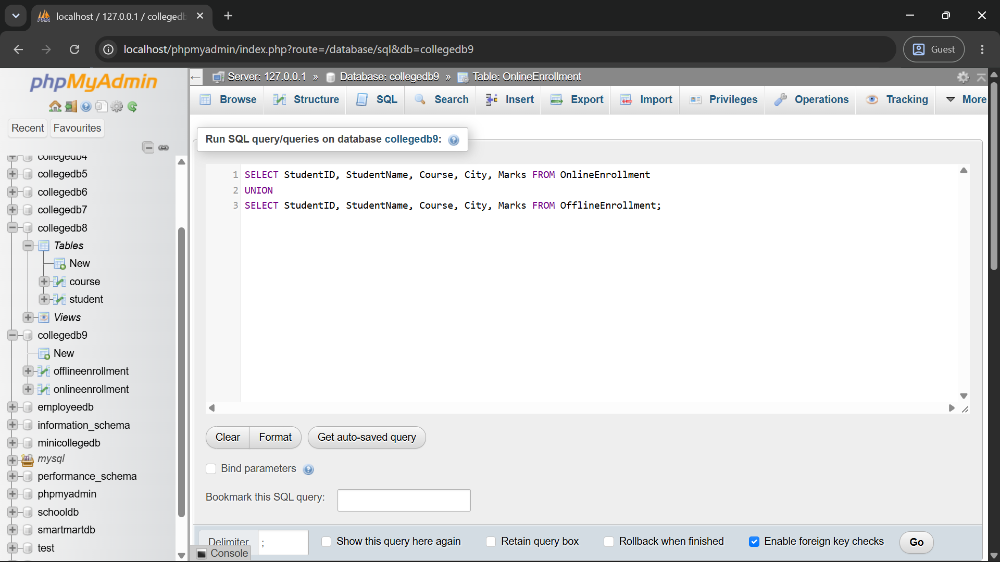 localhost / 127.0.0.1 / collegedb
localhost/phpmyadmin/index.php?route=/database/sql&db=collegedb9
Guest
phpMyAdmin
Recent
Favourites
collegedb4
collegedb5
collegedb6
collegedb7
collegedb8
Tables
New
course
student
Views
collegedb9
New
offlineenrollment
onlineenrollment
employeedb
information_schema
minicollegedb
mysql
performance_schema
phpmyadmin
schooldb
smartmartdb
test
Server: 127.0.0.1 » Database: collegedb9 » Table: OnlineEnrollment
Browse Structure SQL Search Insert Export Import Privileges Operations Tracking More
Run SQL query/queries on database collegedb9:
1 SELECT StudentID, StudentName, Course, City, Marks FROM OnlineEnrollment
2 UNION
3 SELECT StudentID, StudentName, Course, City, Marks FROM OfflineEnrollment;
Clear Format Get auto-saved query
Bind parameters
Bookmark this SQL query:
Delimiter ; Show this query here again Retain query box Rollback when finished Enable foreign key checks Go
Console